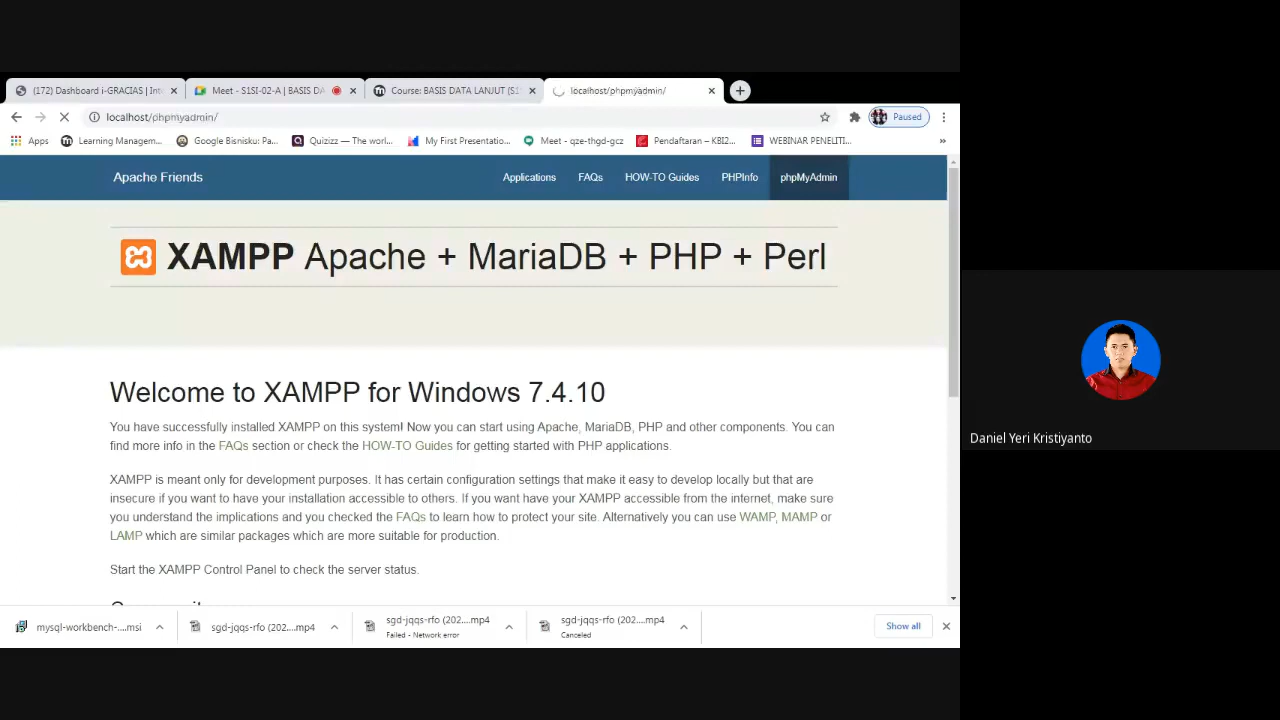 (172) Dashboard i-GRACIAS | Int
Meet - S1SI-02-A | BASIS DA
Course: BASIS DATA LANJUT (S1S
localhost/phpmyadmin/
localhost/phpmyadmin/
Paused
Apps
Learning Managem...
Google Bisnisku: Pa...
Quizizz — The worl...
My First Presentatio...
Meet - qze-thgd-gcz
Pendaftaran – KBI2...
WEBINAR PENELITI...
Apache Friends
Applications
FAQs
HOW-TO Guides
PHPInfo
phpMyAdmin
XAMPP Apache + MariaDB + PHP + Perl
Welcome to XAMPP for Windows 7.4.10
You have successfully installed XAMPP on this system! Now you can start using Apache, MariaDB, PHP and other components. You can
find more info in the FAQs section or check the HOW-TO Guides for getting started with PHP applications.
XAMPP is meant only for development purposes. It has certain configuration settings that make it easy to develop locally but that are
insecure if you want to have your installation accessible to others. If you want have your XAMPP accessible from the internet, make sure
you understand the implications and you checked the FAQs to learn how to protect your site. Alternatively you can use WAMP, MAMP or
LAMP which are similar packages which are more suitable for production.
Start the XAMPP Control Panel to check the server status.
mysql-workbench-....msi
sgd-jqqs-rfo (202....mp4
sgd-jqqs-rfo (202....mp4
Failed - Network error
sgd-jqqs-rfo (202....mp4
Canceled
Show all
Daniel Yeri Kristiyanto